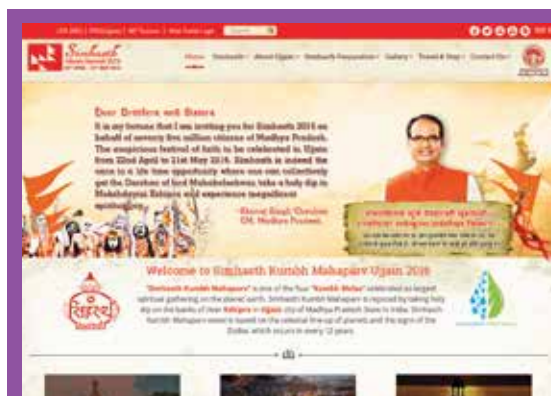 Simhasth
Home Simhasth About Ujjain Simhasth Preparation Gallery Travel & Stay Contact Us
Dear Brothers and Sisters
It is my fortune that I am inviting you for Simhasth 2016 on
behalf of seventy five million citizens of Madhya Pradesh.
The auspicious festival of faith to be celebrated in Ujjain
from 22nd April to 21st May 2016. Simhasth is indeed the
once in a life time opportunity where one can collectively
get the Darshan of lord Mahakaleshwar, take a holy dip in
Mokshdayni Kshipra and experience magnificent
spiritualism.
-Shivraj Singh Chouhan
CM, Madhya Pradesh.
Welcome to Simhasth Kumbh Mahaparv Ujjain 2016
"Simhasth Kumbh Mahaparv" is one of the four "Kumbh Melas" celebrated as largest
spiritual gathering on the planet earth. Simhasth Kumbh Mahaparv is rejoiced by taking holy
dip on the banks of river Kshipra in Ujjain city of Madhya Pradesh State in India. Simhasth
Kumbh Mahaparv event is based on the celestial line-up of planets and the signs of the
Zodiac which occurs in every 12 years.